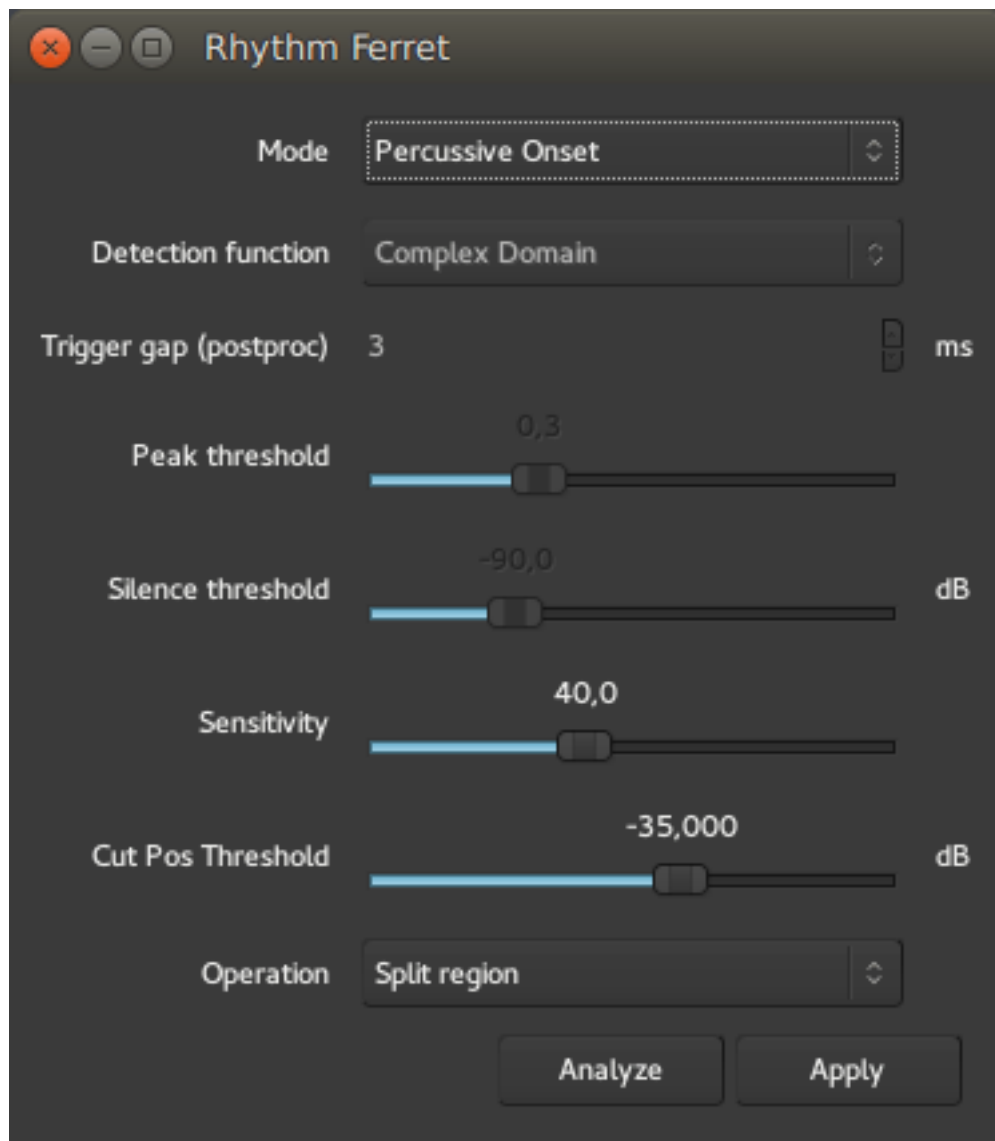 Rhythm Ferret
Mode Percussive Onset
Detection function Complex Domain
Trigger gap (postproc) 3 ms
0,3
Peak threshold
-90,0
Silence threshold dB
40,0
Sensitivity
-35,000
Cut Pos Threshold dB
Operation Split region
Analyze Apply